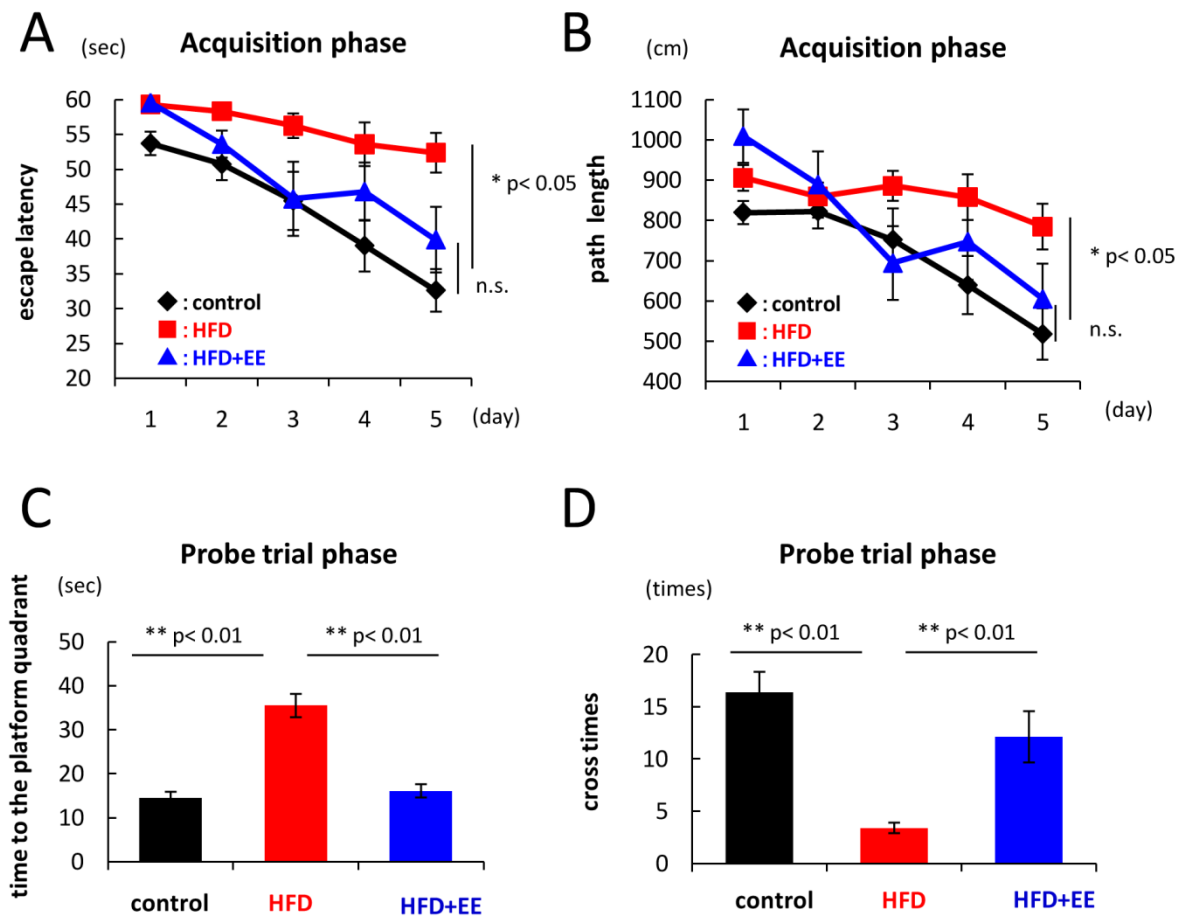 A
(sec)
Acquisition phase
escape latency
60
55
50
45
40
35
30
25
20
* p< 0.05
n.s.
: control
: HFD
: HFD+EE
1 2 3 4 5 (day)
B
(cm)
Acquisition phase
path length
1100
1000
900
800
700
600
500
400
* p< 0.05
n.s.
: control
: HFD
: HFD+EE
1 2 3 4 5 (day)
C
Probe trial phase
(sec)
time to the platform quadrant
50
40
30
20
10
0
** p< 0.01 ** p< 0.01
control HFD HFD+EE
D
Probe trial phase
(times)
cross times
20
15
10
5
0
** p< 0.01 ** p< 0.01
control HFD HFD+EE